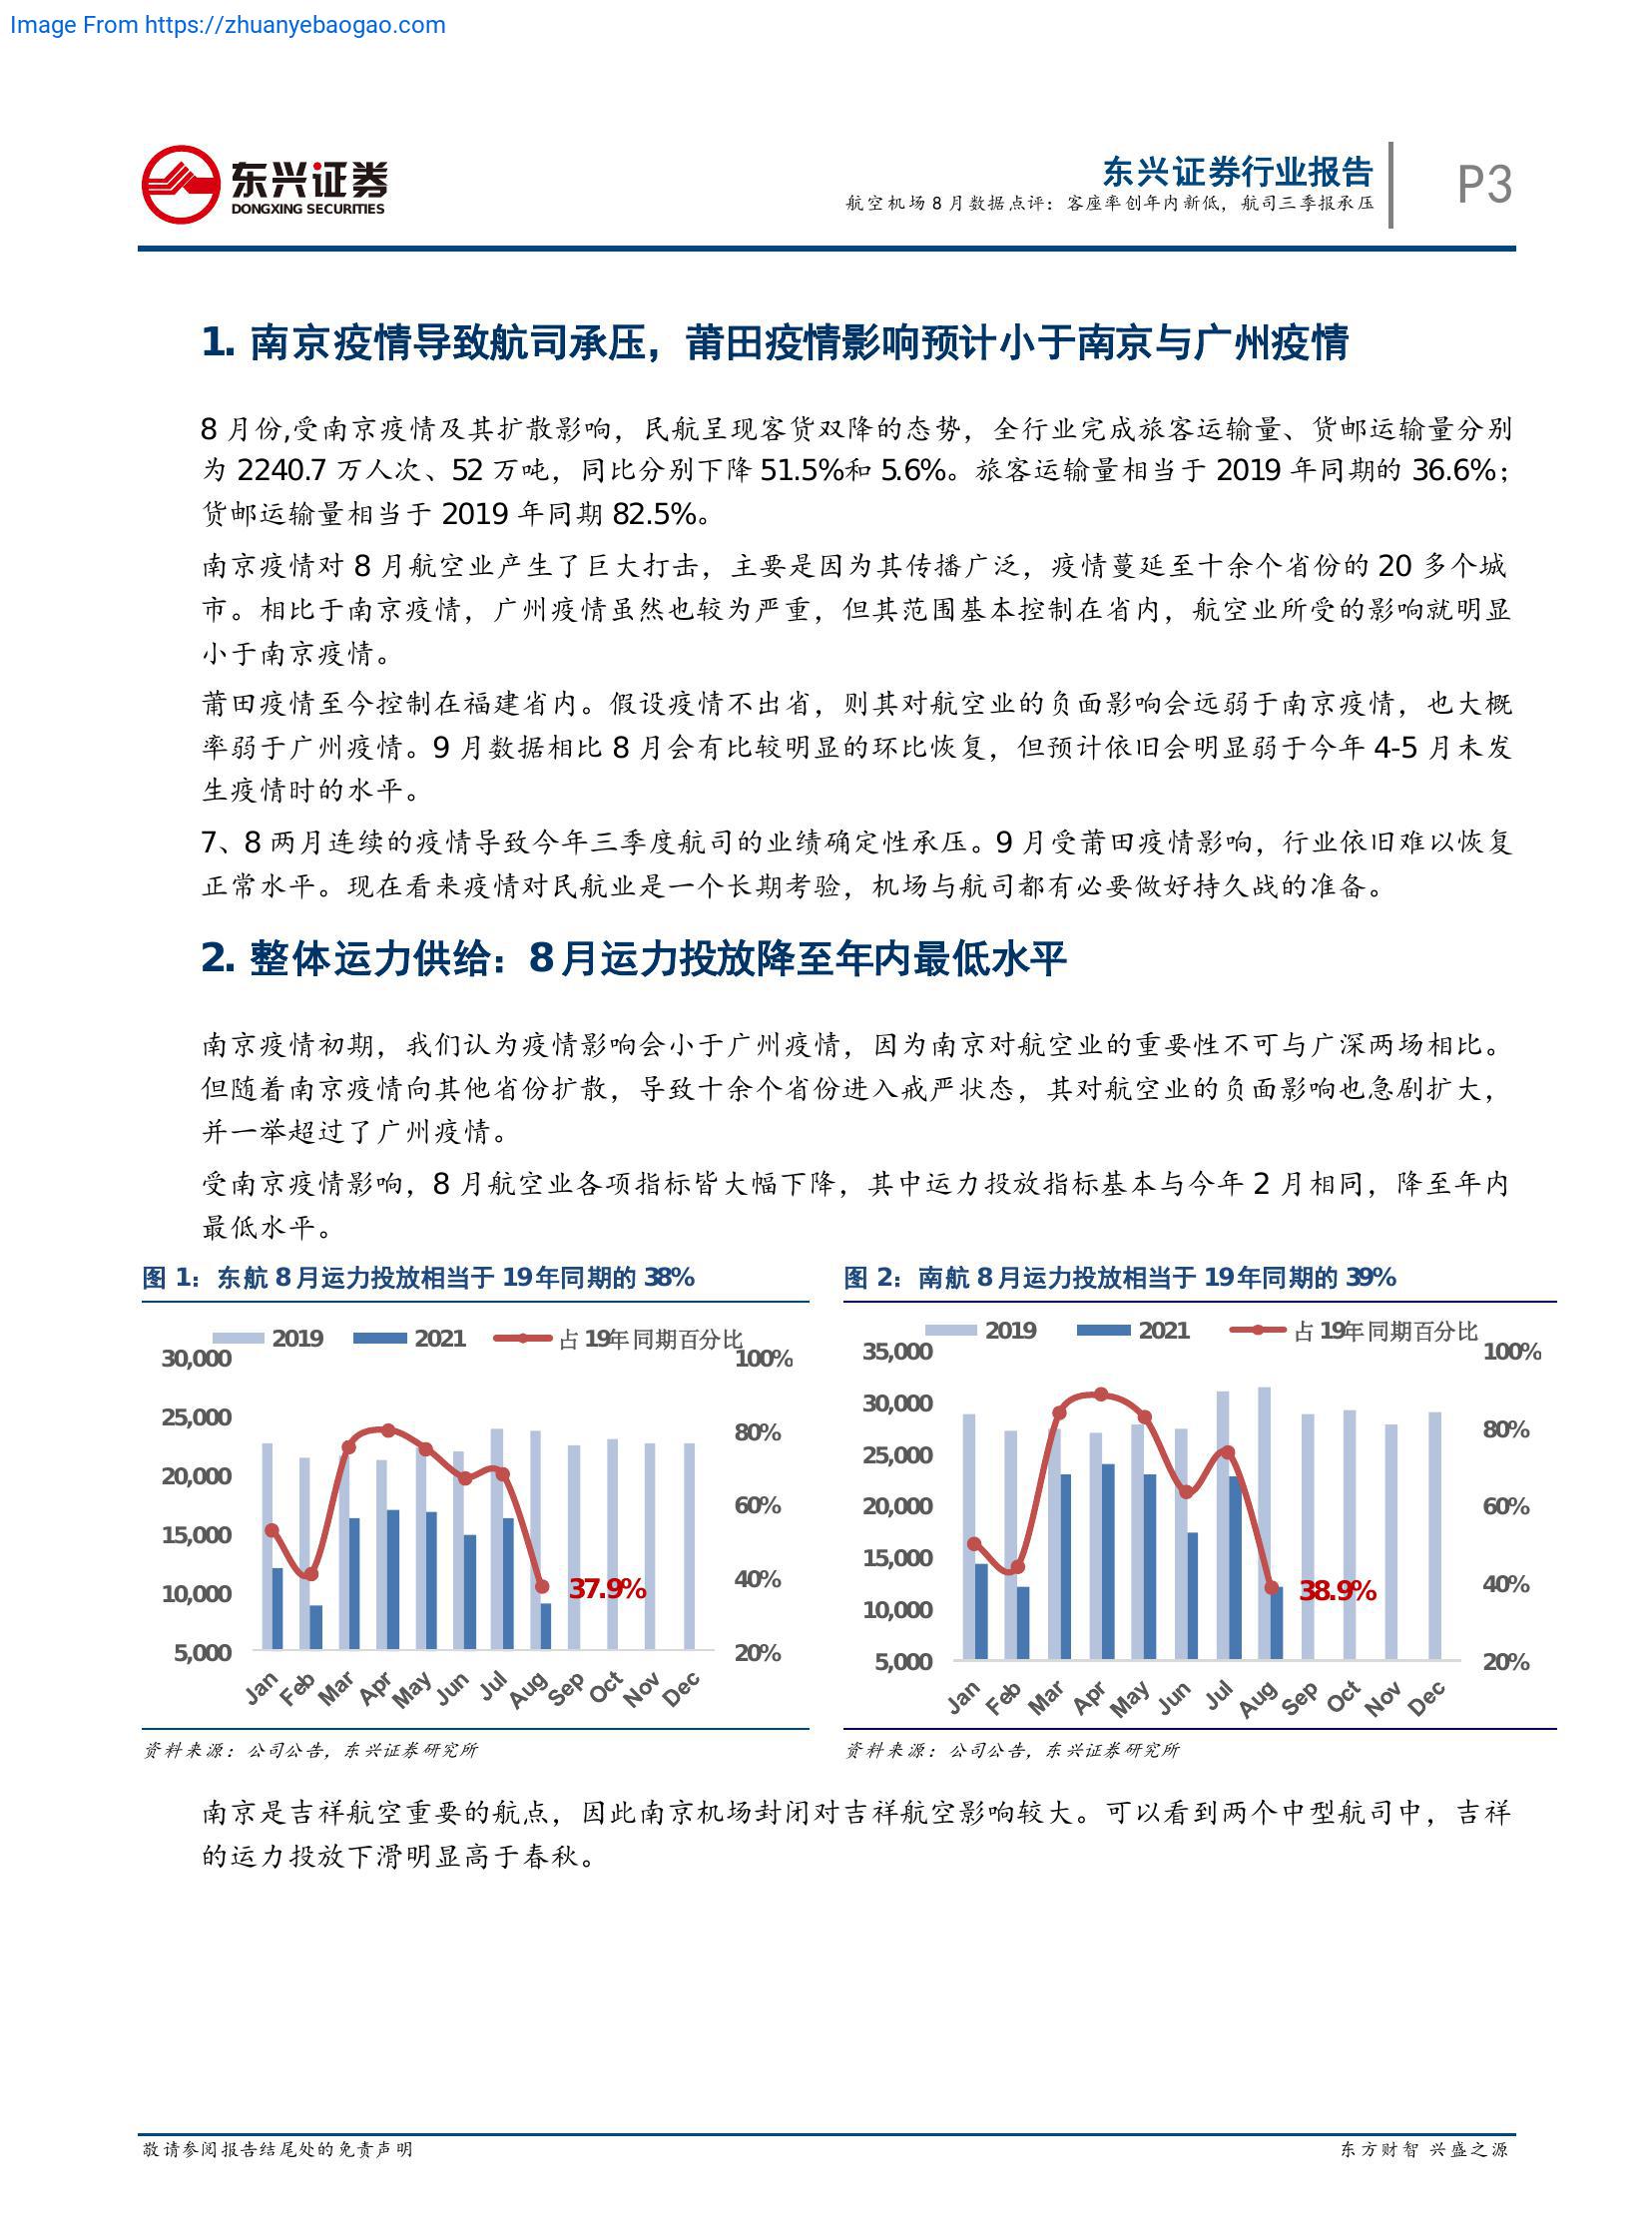 Image From https://zhuanyebaogao.com
东兴证券
DONGXING SECURITIES
东兴证券行业报告
航空机场 8 月数据点评：客座率创年内新低，航司三季报承压
P3
1. 南京疫情导致航司承压，莆田疫情影响预计小于南京与广州疫情
8 月份,受南京疫情及其扩散影响，民航呈现客货双降的态势，全行业完成旅客运输量、货邮运输量分别
为 2240.7 万人次、52 万吨，同比分别下降 51.5%和 5.6%。旅客运输量相当于 2019 年同期的 36.6%；
货邮运输量相当于 2019 年同期 82.5%。
南京疫情对 8 月航空业产生了巨大打击，主要是因为其传播广泛，疫情蔓延至十余个省份的 20 多个城
市。相比于南京疫情，广州疫情虽然也较为严重，但其范围基本控制在省内，航空业所受的影响就明显
小于南京疫情。
莆田疫情至今控制在福建省内。假设疫情不出省，则其对航空业的负面影响会远弱于南京疫情，也大概
率弱于广州疫情。9 月数据相比 8 月会有比较明显的环比恢复，但预计依旧会明显弱于今年 4-5 月未发
生疫情时的水平。
7、8 两月连续的疫情导致今年三季度航司的业绩确定性承压。9 月受莆田疫情影响，行业依旧难以恢复
正常水平。现在看来疫情对民航业是一个长期考验，机场与航司都有必要做好持久战的准备。
2. 整体运力供给：8 月运力投放降至年内最低水平
南京疫情初期，我们认为疫情影响会小于广州疫情，因为南京对航空业的重要性不可与广深两场相比。
但随着南京疫情向其他省份扩散，导致十余个省份进入戒严状态，其对航空业的负面影响也急剧扩大，
并一举超过了广州疫情。
受南京疫情影响，8 月航空业各项指标皆大幅下降，其中运力投放指标基本与今年 2 月相同，降至年内
最低水平。
图 1：东航 8 月运力投放相当于 19 年同期的 38%
2019 2021 占19年同期百分比
30,000
25,000
20,000
15,000
10,000
5,000
100%
80%
60%
40%
20%
37.9%
Jan Feb Mar Apr May Jun Jul Aug Sep Oct Nov Dec
资料来源：公司公告，东兴证券研究所
图 2：南航 8 月运力投放相当于 19 年同期的 39%
2019 2021 占19年同期百分比
35,000
30,000
25,000
20,000
15,000
10,000
5,000
100%
80%
60%
40%
20%
38.9%
Jan Feb Mar Apr May Jun Jul Aug Sep Oct Nov Dec
资料来源：公司公告，东兴证券研究所
南京是吉祥航空重要的航点，因此南京机场封闭对吉祥航空影响较大。可以看到两个中型航司中，吉祥
的运力投放下滑明显高于春秋。
敬请参阅报告结尾处的免责声明
东方财智 兴盛之源